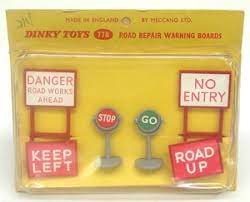 MADE IN ENGLAND BY MECCANO LTD.
DINKY TOYS 778 ROAD REPAIR WARNING BOARDS
DANGER
ROAD WORKS
AHEAD
NO
ENTRY
STOP
GO
KEEP
LEFT
ROAD
UP